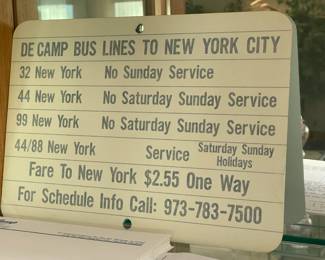 DE CAMP BUS LINES TO NEW YORK CITY
32 New York No Sunday Service
44 New York No Saturday Sunday Service
99 New York No Saturday Sunday Service
44/88 New York Service Saturday Sunday
Holidays
Fare To New York $2.55 One Way
For Schedule Info Call: 973-783-7500